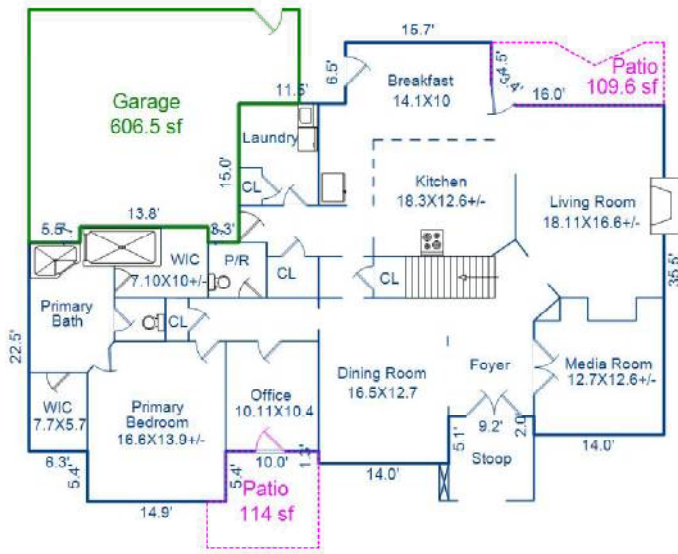 15.7'
6.5'
Breakfast
14.1X10
4.5'
3.4'
Patio
109.6 sf
Garage
606.5 sf
11.5'
16.0'
Laundry
15.0'
CL
Kitchen
18.3X12.6+/-
Living Room
18.11X16.6+/-
13.8'
5.5'
3.3'
WIC
7.10X10+/-
P/R
CL
CL
35.5'
Primary
Bath
22.5'
CL
Foyer
Media Room
12.7X12.6+/-
Dining Room
16.5X12.7
Office
10.11X10.4
WIC
7.7X5.7
Primary
Bedroom
16.6X13.9+/-
9.2'
2.0'
5.1'
Stoop
14.0'
6.3'
5.4'
14.9'
5.4'
10.0'
1.3'
14.0'
Patio
114 sf